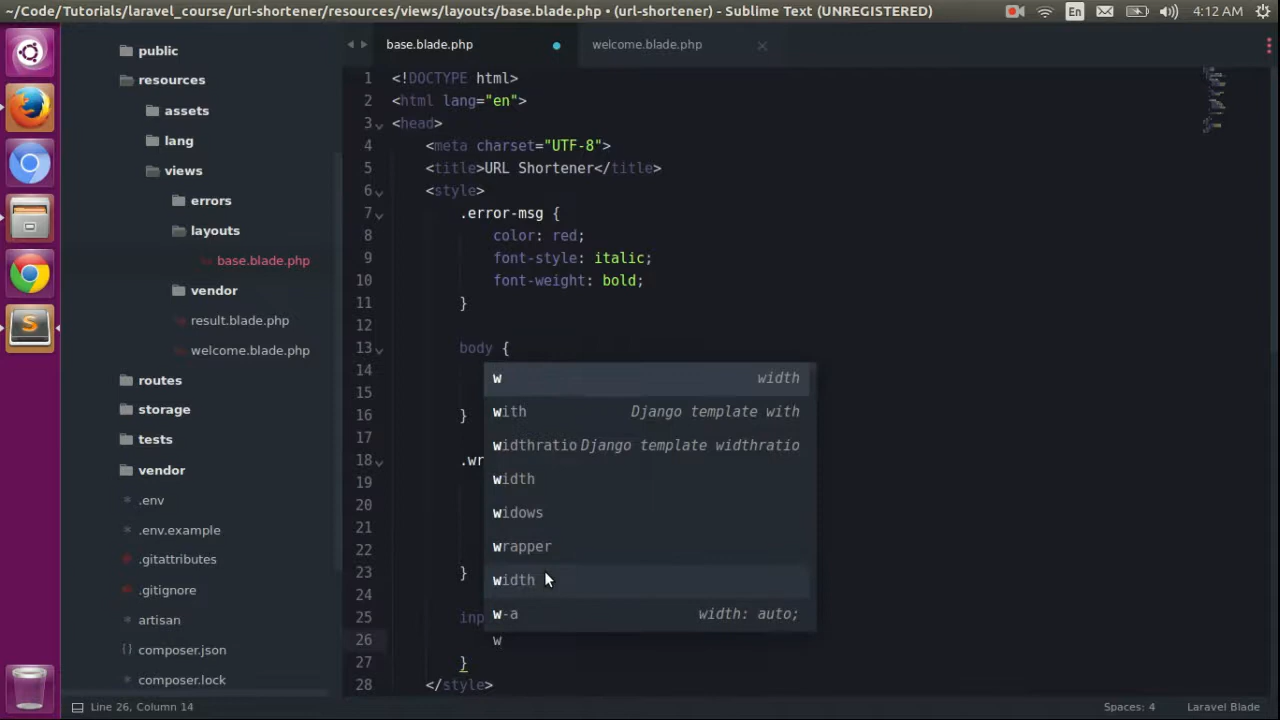 ~/Code/Tutorials/laravel_course/url-shortener/resources/views/layouts/base.blade.php • (url-shortener) - Sublime Text (UNREGISTERED)
En
4:12 AM
public
resources
assets
lang
views
errors
layouts
base.blade.php
vendor
result.blade.php
welcome.blade.php
routes
storage
tests
vendor
.env
.env.example
.gitattributes
.gitignore
artisan
composer.json
composer.lock
base.blade.php
welcome.blade.php
1 <!DOCTYPE html>
2 <html lang="en">
3 <head>
4 <meta charset="UTF-8">
5 <title>URL Shortener</title>
6 <style>
7 .error-msg {
8 color: red;
9 font-style: italic;
10 font-weight: bold;
11 }
12
13 body {
14
15
16 }
17
18 .wr
19
20
21
22
23 }
24
25 inp
26 w
27 }
28 </style>
w width
with Django template with
widthratio Django template widthratio
width
widows
wrapper
width
w-a width: auto;
Line 26, Column 14
Spaces: 4
Laravel Blade